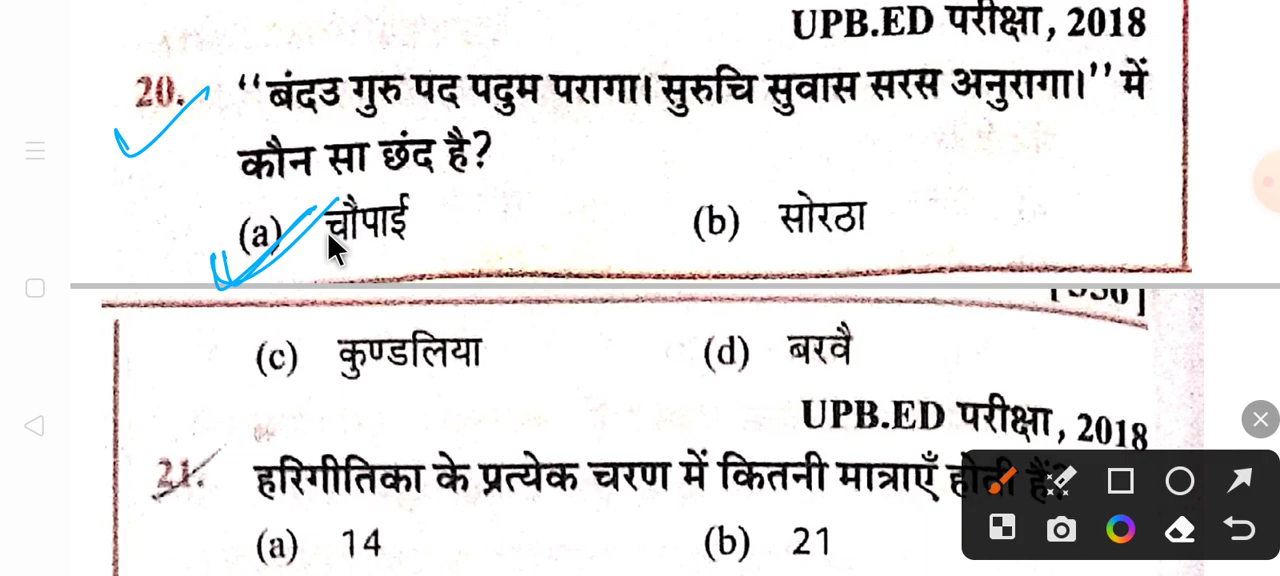 UPB.ED परीक्षा, 2018
20. “बंदउ गुरु पद पदुम परागा। सुरुचि सुवास सरस अनुरागा।” में
कौन सा छंद है?
(a) चौपाई (b) सोरठा
(c) कुण्डलिया (d) बरवै
UPB.ED परीक्षा, 2018
21. हरिगीतिका के प्रत्येक चरण में कितनी मात्राएँ होती हैं?
(a) 14 (b) 21